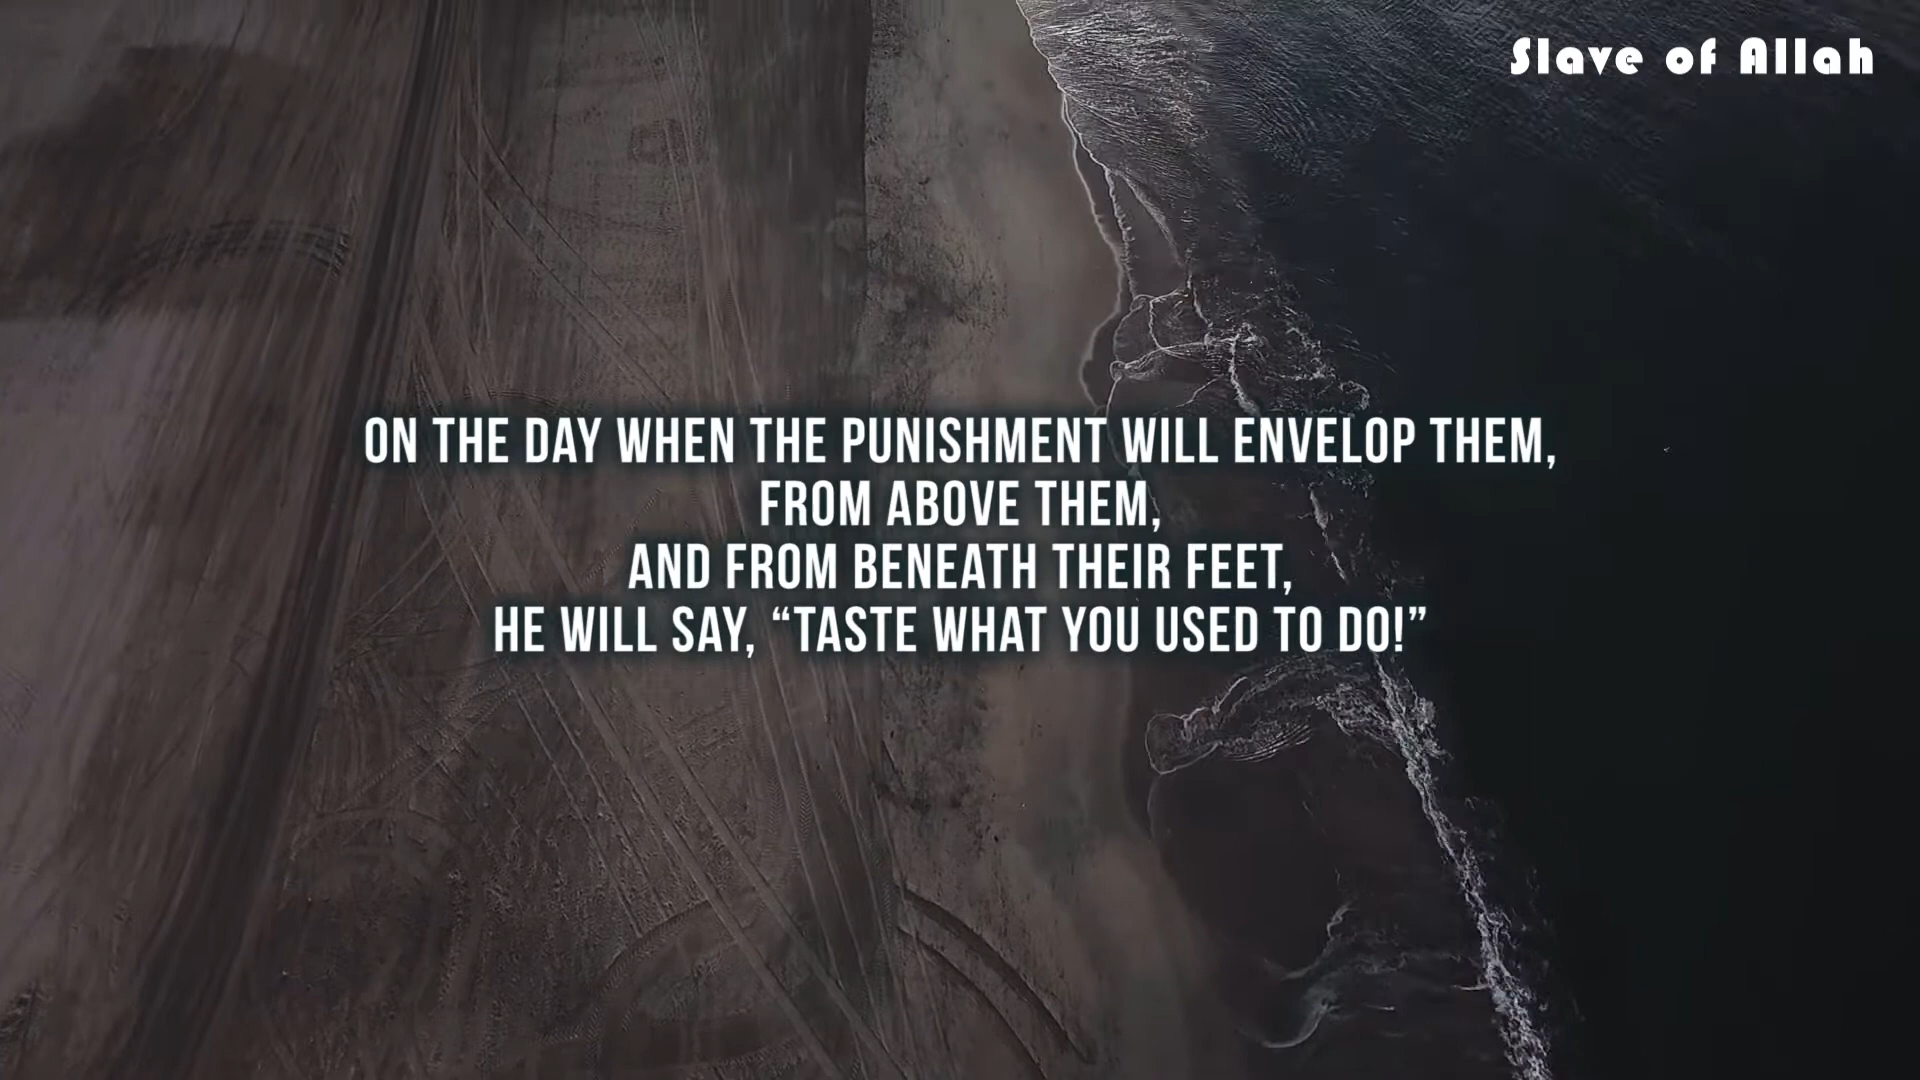 Slave of Allah
ON THE DAY WHEN THE PUNISHMENT WILL ENVELOP THEM,
FROM ABOVE THEM,
AND FROM BENEATH THEIR FEET,
HE WILL SAY, “TASTE WHAT YOU USED TO DO!”